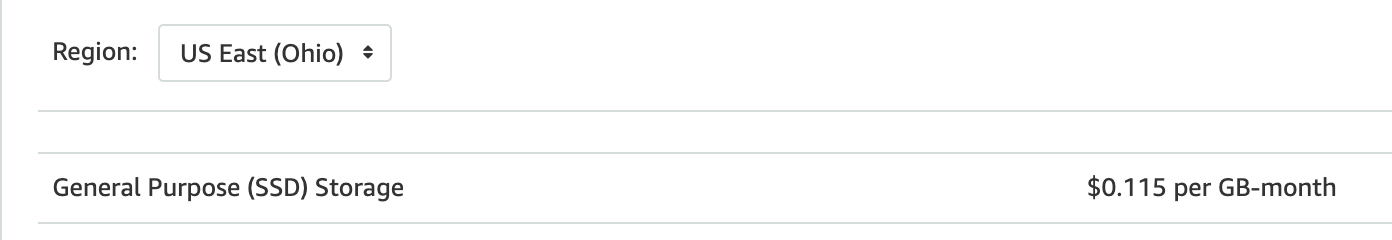 Region: US East (Ohio)
General Purpose (SSD) Storage $0.115 per GB-month